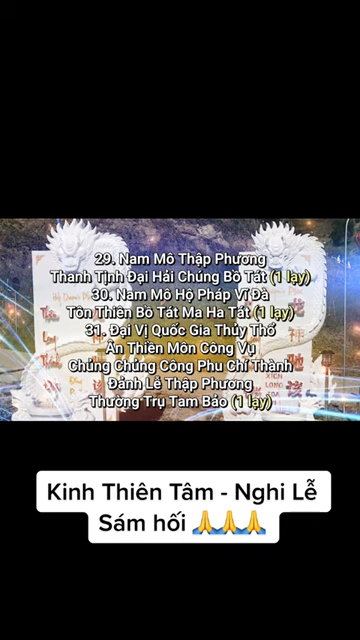 29. Nam Mô Thập Phương
Thanh Tịnh Đại Hải Chúng Bồ Tát (1 lạy)
30. Nam Mô Hộ Pháp Vĩ Đà
Tôn Thiên Bồ Tát Ma Ha Tát (1 lạy)
31. Đại Vị Quốc Gia Thủy Thổ
Ân Thiền Môn Công Vụ
Chủng Chủng Công Phu Chí Thành
Đảnh Lễ Thập Phương
Thường Trụ Tam Bảo (1 lạy)
XÍCH
LONG
Kinh Thiên Tâm - Nghi Lễ
Sám hối 🙏🙏🙏